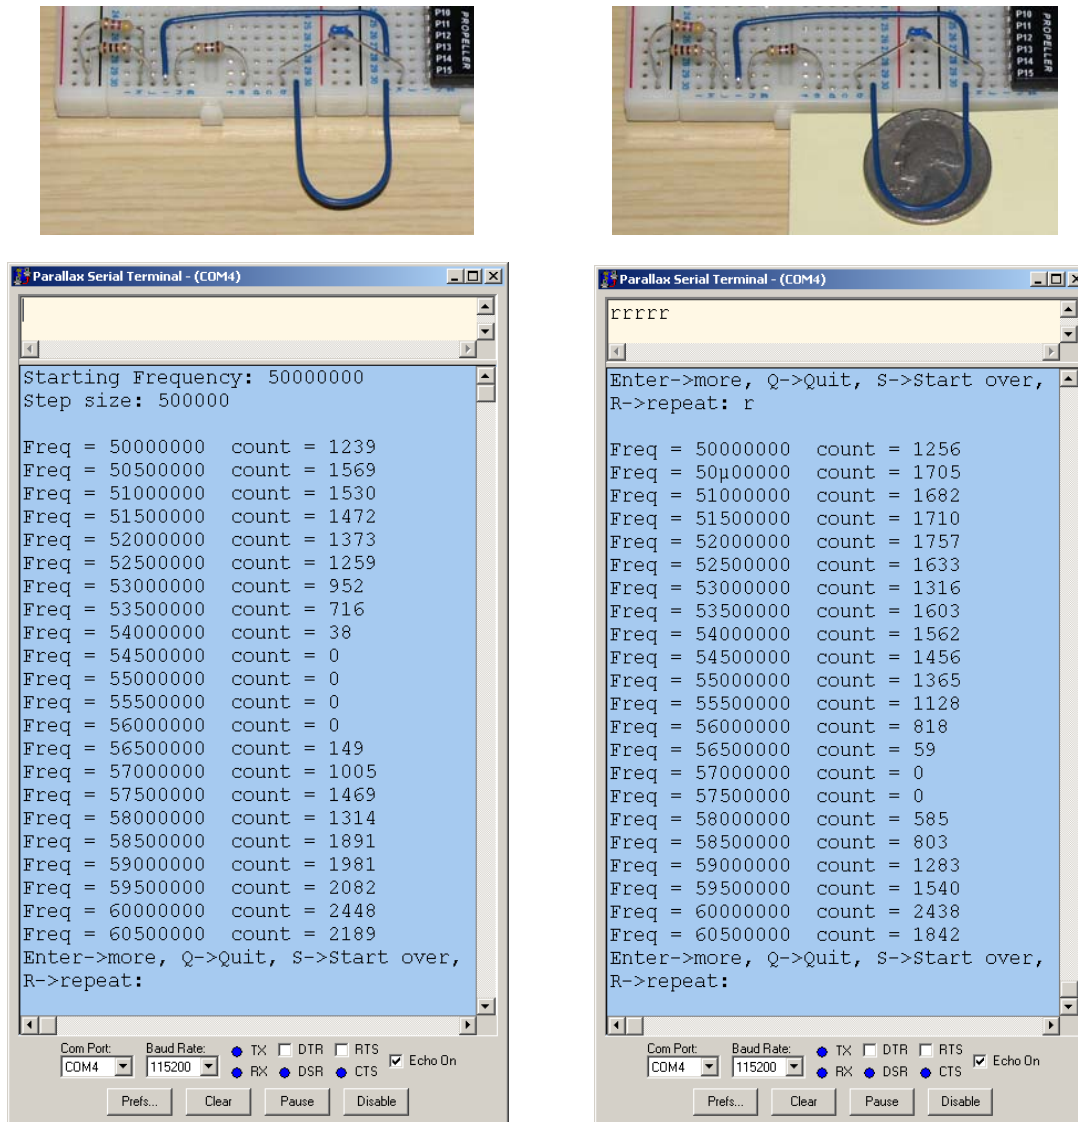 P10
P11
P12
P13
P14
P15
PROPELLER
P10
P11
P12
P13
P14
P15
PROPELLER
Parallax Serial Terminal - (COM4)
Starting Frequency: 50000000
Step size: 500000
Freq = 50000000 count = 1239
Freq = 50500000 count = 1569
Freq = 51000000 count = 1530
Freq = 51500000 count = 1472
Freq = 52000000 count = 1373
Freq = 52500000 count = 1259
Freq = 53000000 count = 952
Freq = 53500000 count = 716
Freq = 54000000 count = 38
Freq = 54500000 count = 0
Freq = 55000000 count = 0
Freq = 55500000 count = 0
Freq = 56000000 count = 0
Freq = 56500000 count = 149
Freq = 57000000 count = 1005
Freq = 57500000 count = 1469
Freq = 58000000 count = 1314
Freq = 58500000 count = 1891
Freq = 59000000 count = 1981
Freq = 59500000 count = 2082
Freq = 60000000 count = 2448
Freq = 60500000 count = 2189
Enter->more, Q->Quit, S->Start over,
R->repeat:
Com Port: Baud Rate: TX DTR RTS
COM4 115200 RX DSR CTS Echo On
Prefs... Clear Pause Disable
Parallax Serial Terminal - (COM4)
rrrrr
Enter->more, Q->Quit, S->Start over,
R->repeat: r
Freq = 50000000 count = 1256
Freq = 50µ00000 count = 1705
Freq = 51000000 count = 1682
Freq = 51500000 count = 1710
Freq = 52000000 count = 1757
Freq = 52500000 count = 1633
Freq = 53000000 count = 1316
Freq = 53500000 count = 1603
Freq = 54000000 count = 1562
Freq = 54500000 count = 1456
Freq = 55000000 count = 1365
Freq = 55500000 count = 1128
Freq = 56000000 count = 818
Freq = 56500000 count = 59
Freq = 57000000 count = 0
Freq = 57500000 count = 0
Freq = 58000000 count = 585
Freq = 58500000 count = 803
Freq = 59000000 count = 1283
Freq = 59500000 count = 1540
Freq = 60000000 count = 2438
Freq = 60500000 count = 1842
Enter->more, Q->Quit, S->Start over,
R->repeat:
Com Port: Baud Rate: TX DTR RTS
COM4 115200 RX DSR CTS Echo On
Prefs... Clear Pause Disable